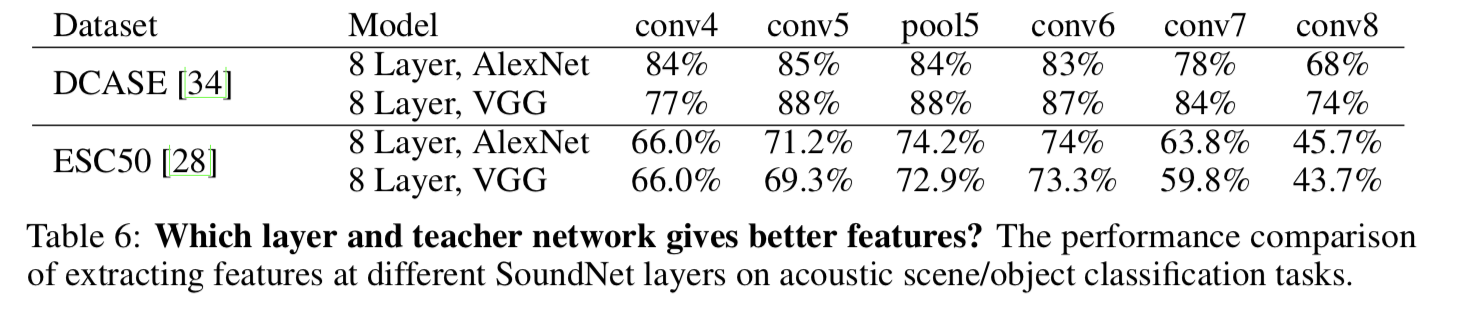 Dataset Model conv4 conv5 pool5 conv6 conv7 conv8
DCASE [34] 8 Layer, AlexNet 84% 85% 84% 83% 78% 68%
8 Layer, VGG 77% 88% 88% 87% 84% 74%
ESC50 [28] 8 Layer, AlexNet 66.0% 71.2% 74.2% 74% 63.8% 45.7%
8 Layer, VGG 66.0% 69.3% 72.9% 73.3% 59.8% 43.7%
Table 6: Which layer and teacher network gives better features? The performance comparison
of extracting features at different SoundNet layers on acoustic scene/object classification tasks.